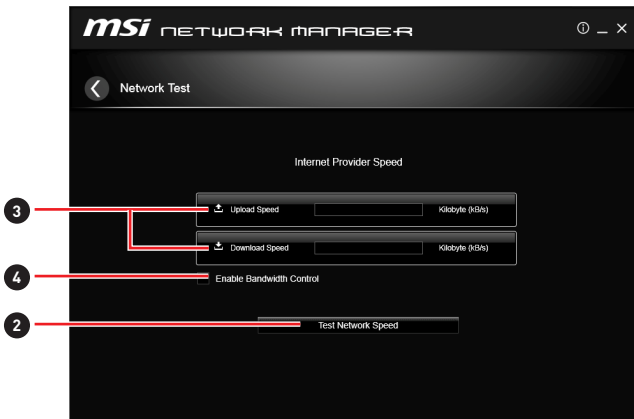 msi NETWORK MANAGER
Network Test
Internet Provider Speed
3
Upload Speed Kilobyte (kB/s)
Download Speed Kilobyte (kB/s)
4
Enable Bandwidth Control
2
Test Network Speed